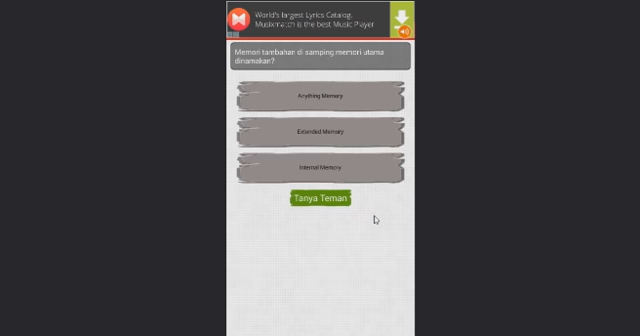 World's largest Lyrics Catalog.
Musixmatch is the best Music Player
Memori tambahan di samping memori utama
dinamakan?
Anything Memory
Extended Memory
Internal Memory
Tanya Teman